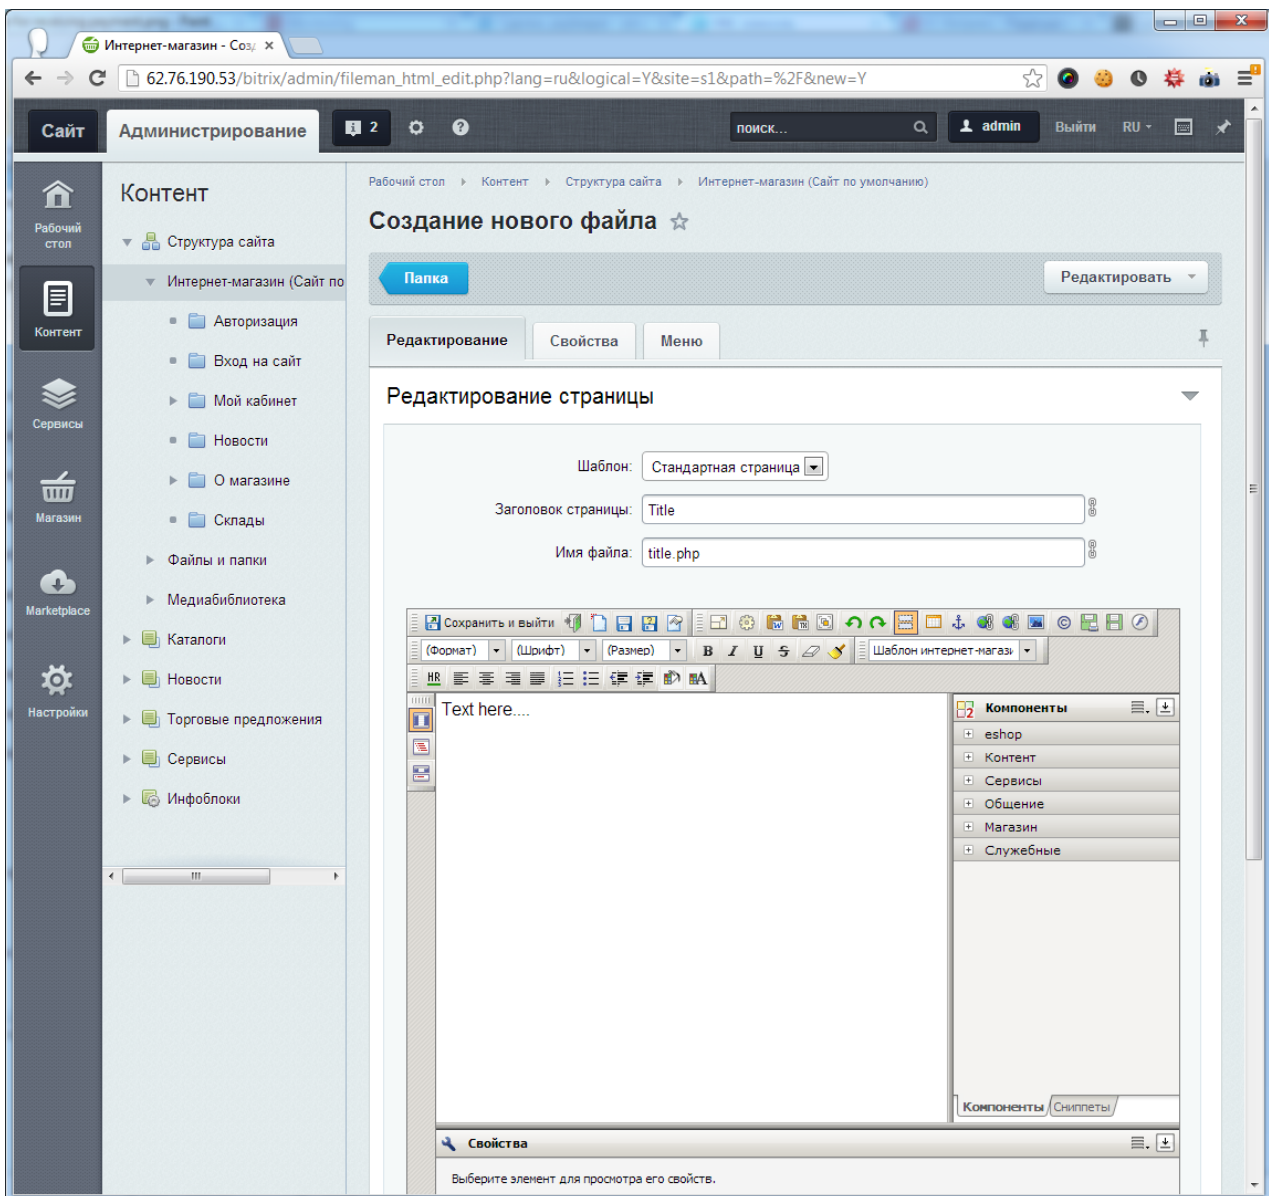 Интернет-магазин - Соз
62.76.190.53/bitrix/admin/fileman_html_edit.php?lang=ru&logical=Y&site=s1&path=%2F&new=Y
Сайт
Администрирование
2
поиск...
admin
Выйти
RU
Рабочий стол
Контент
Структура сайта
Интернет-магазин (Сайт по умолчанию)
Создание нового файла
Папка
Редактировать
Рабочий
стол
Контент
Сервисы
Магазин
Marketplace
Настройки
Контент
Структура сайта
Интернет-магазин (Сайт по
Авторизация
Вход на сайт
Мой кабинет
Новости
О магазине
Склады
Файлы и папки
Медиабиблиотека
Каталоги
Новости
Торговые предложения
Сервисы
Инфоблоки
Редактирование
Свойства
Меню
Редактирование страницы
Шаблон: Стандартная страница
Заголовок страницы: Title
Имя файла: title.php
Сохранить и выйти
(Формат) (Шрифт) (Размер) B I U S Шаблон интернет-магази
HR
Text here....
Компоненты
eshop
Контент
Сервисы
Общение
Магазин
Служебные
Компоненты Сниппеты
Свойства
Выберите элемент для просмотра его свойств.